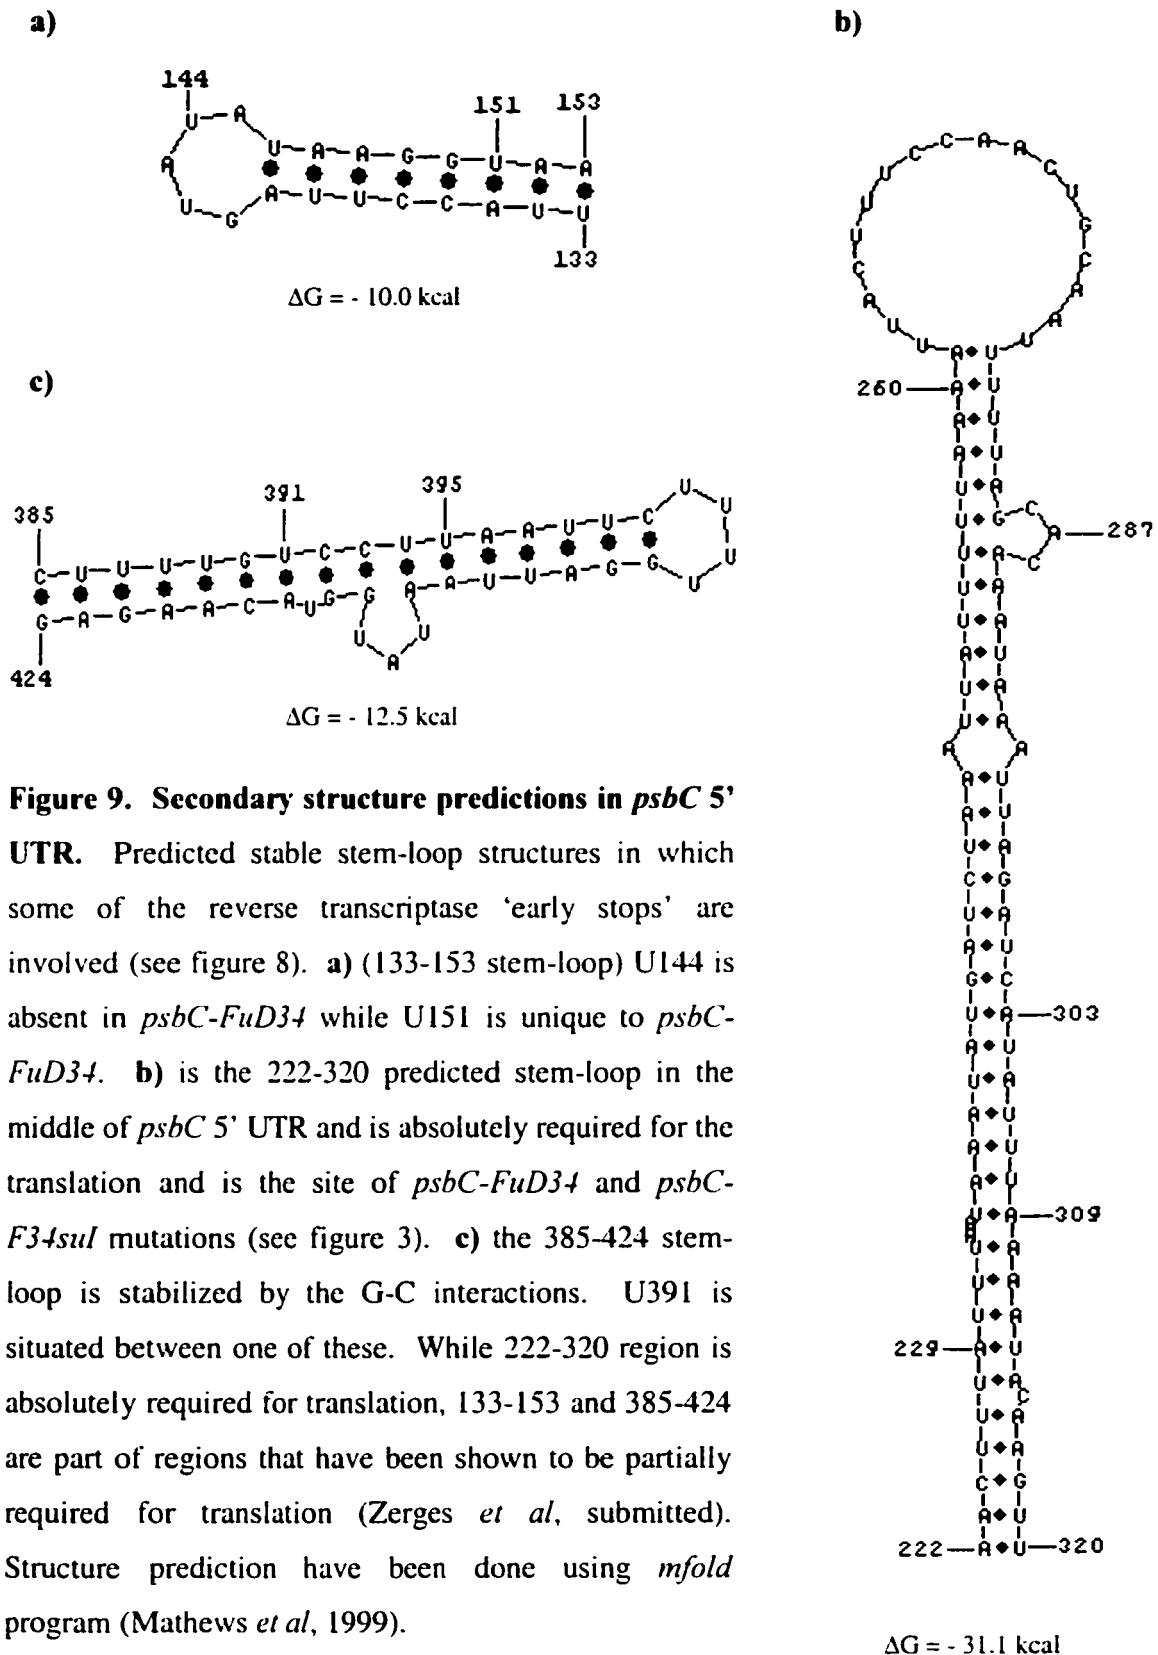 a)
144
151 153
U-A
A U-A-A-G-G-U-A-A
U G A-U-U-C-C-A-U-U
133
ΔG = - 10.0 kcal
c)
385
391
395
C-U-U-U-U-G-U-C-C-U-U-A-A-U-U-C U U U U
G-A-G-A-A-C-A-U-G-G U A U A-A-U-U-A-G-G
424
ΔG = - 12.5 kcal
Figure 9. Secondary structure predictions in psbC 5'
UTR. Predicted stable stem-loop structures in which
some of the reverse transcriptase 'early stops' are
involved (see figure 8). a) (133-153 stem-loop) U144 is
absent in psbC-FuD34 while U151 is unique to psbC-
FuD34. b) is the 222-320 predicted stem-loop in the
middle of psbC 5' UTR and is absolutely required for the
translation and is the site of psbC-FuD34 and psbC-
F34suI mutations (see figure 3). c) the 385-424 stem-
loop is stabilized by the G-C interactions. U391 is
situated between one of these. While 222-320 region is
absolutely required for translation, 133-153 and 385-424
are part of regions that have been shown to be partially
required for translation (Zerges et al, submitted).
Structure prediction have been done using mfold
program (Mathews et al, 1999).
b)
260
287
303
309
229
222
320
ΔG = - 31.1 kcal